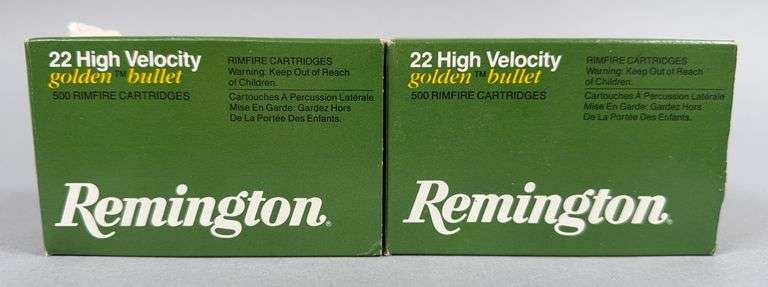 22 High Velocity
golden™ bullet
500 RIMFIRE CARTRIDGES
RIMFIRE CARTRIDGES
Warning: Keep Out of Reach
of Children.
Cartouches À Percussion Latérale
Mise En Garde: Gardez Hors
De La Portée Des Enfants.
Remington®
22 High Velocity
golden™ bullet
500 RIMFIRE CARTRIDGES
RIMFIRE CARTRIDGES
Warning: Keep Out of Reach
of Children.
Cartouches À Percussion Latérale
Mise En Garde: Gardez Hors
De La Portée Des Enfants.
Remington®